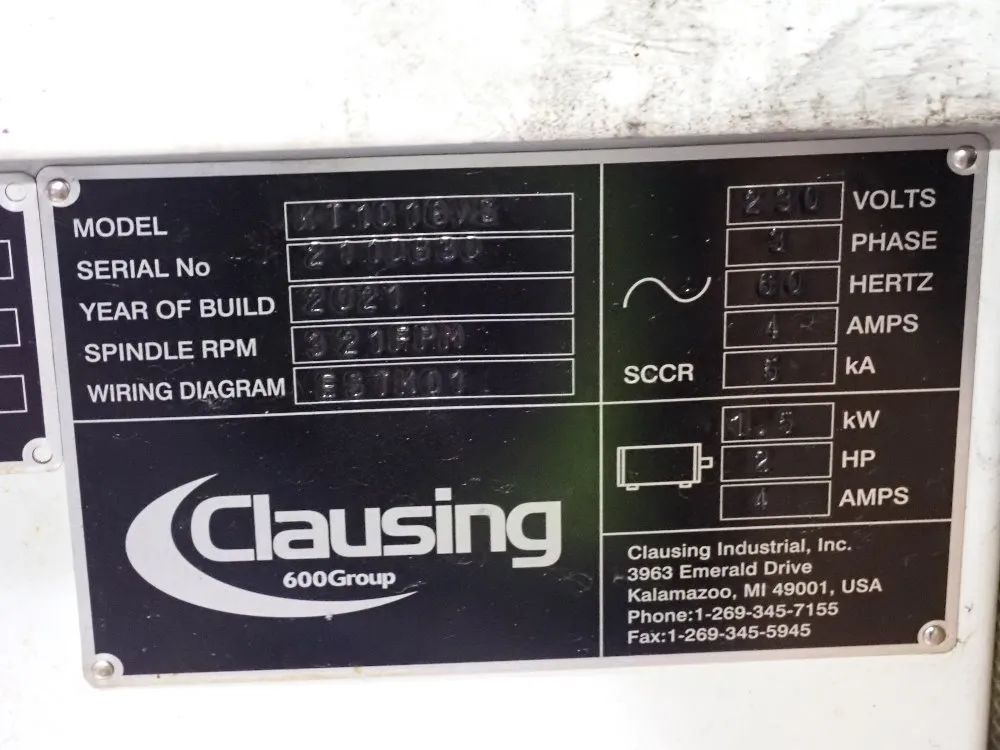 MODEL KT1016VS
SERIAL No
YEAR OF BUILD 2021
SPINDLE RPM 321RPM
WIRING DIAGRAM
230 VOLTS
3 PHASE
60 HERTZ
4 AMPS
SCCR 5 kA
1.5 kW
2 HP
4 AMPS
Clausing
600Group
Clausing Industrial, Inc.
3963 Emerald Drive
Kalamazoo, MI 49001, USA
Phone:1-269-345-7155
Fax:1-269-345-5945